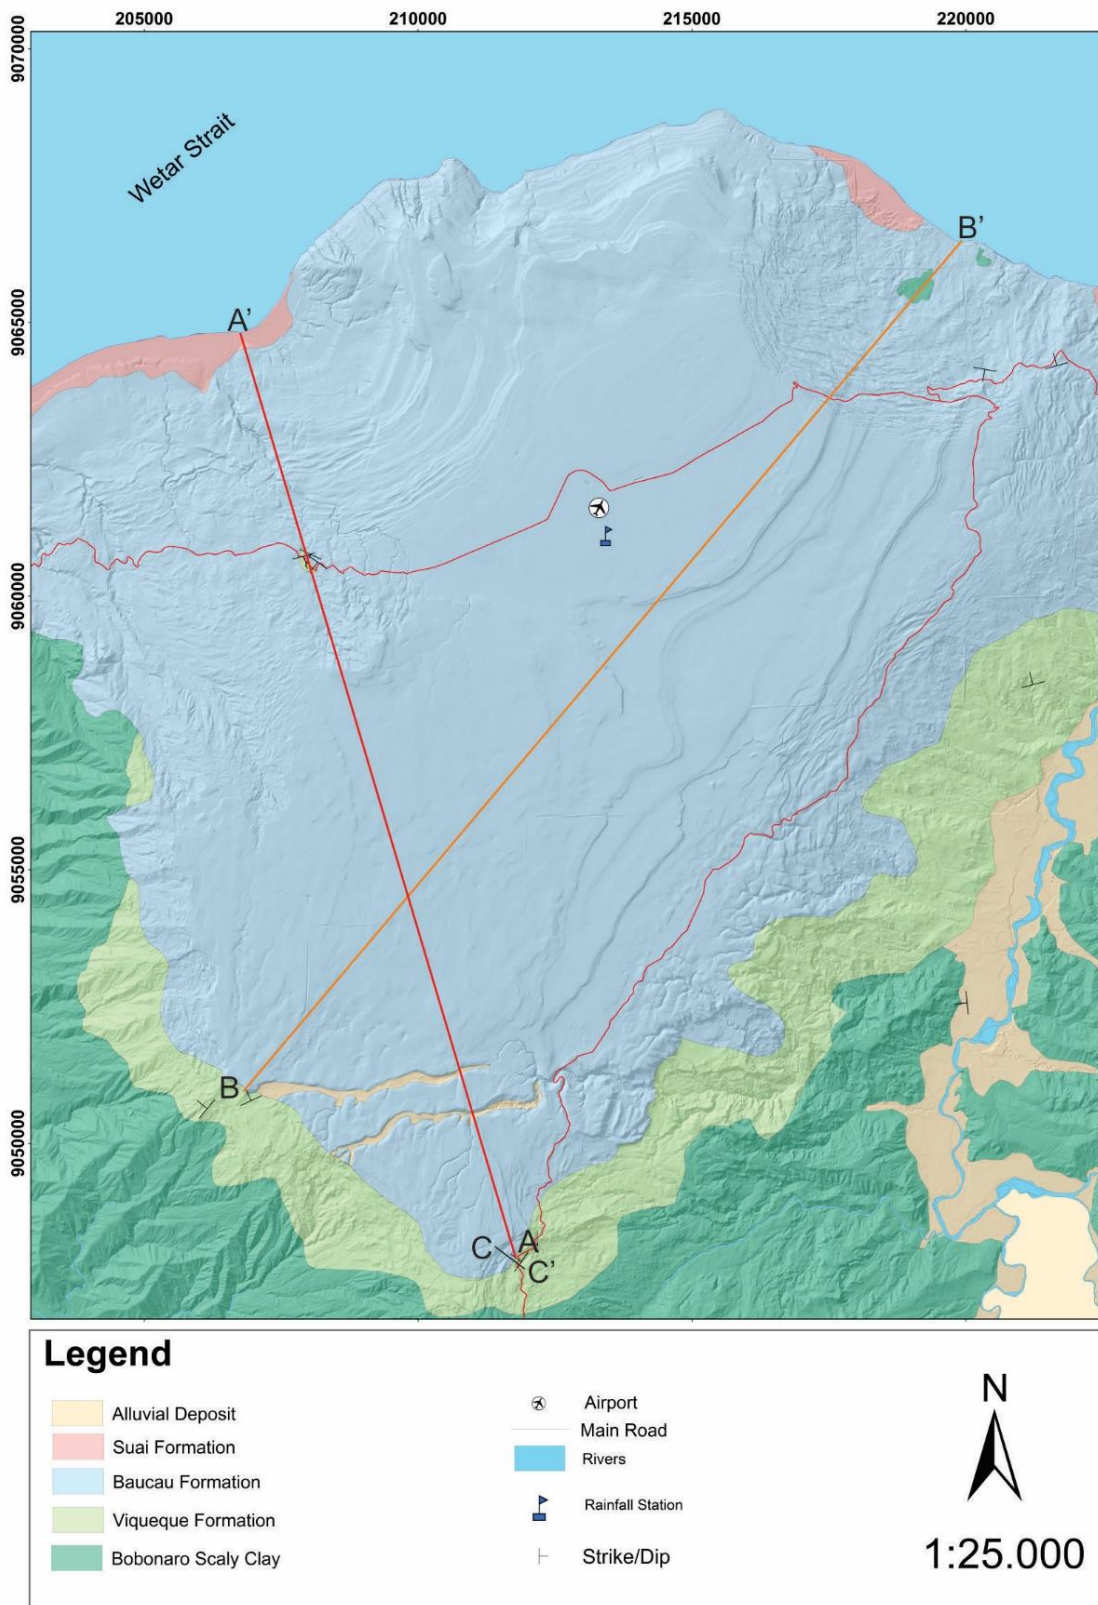 205000 210000 215000 220000
9070000
Wetar Strait
B’
A’
9065000
9060000
9055000
B
9050000
C A
C’
Legend
Alluvial Deposit
Suai Formation
Baucau Formation
Viqueque Formation
Bobonaro Scaly Clay
Airport
Main Road
Rivers
Rainfall Station
Strike/Dip
N
1:25.000